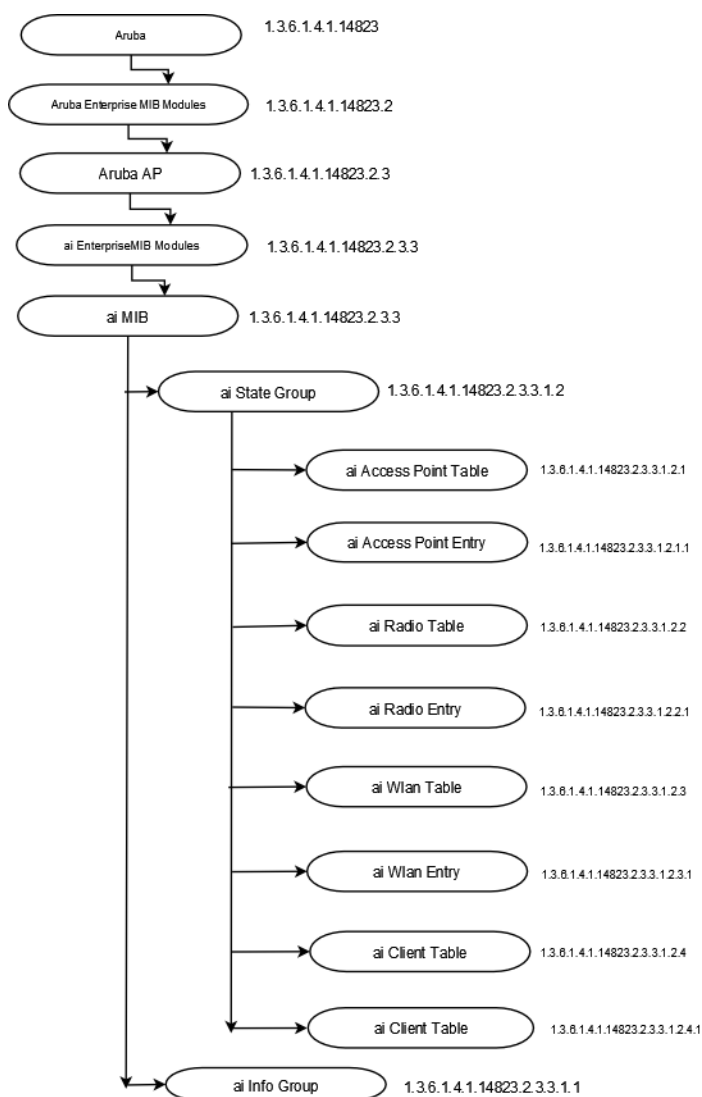 Aruba
1.3.6.1.4.1.14823
Aruba Enterprise MIB Modules
1.3.6.1.4.1.14823.2
Aruba AP
1.3.6.1.4.1.14823.2.3
ai EnterpriseMIB Modules
1.3.6.1.4.1.14823.2.3.3
ai MIB
1.3.6.1.4.1.14823.2.3.3
ai State Group
1.3.6.1.4.1.14823.2.3.3.1.2
ai Access Point Table
1.3.6.1.4.1.14823.2.3.3.1.2.1
ai Access Point Entry
1.3.6.1.4.1.14823.2.3.3.1.2.1.1
ai Radio Table
1.3.6.1.4.1.14823.2.3.3.1.2.2
ai Radio Entry
1.3.6.1.4.1.14823.2.3.3.1.2.2.1
ai Wlan Table
1.3.6.1.4.1.14823.2.3.3.1.2.3
ai Wlan Entry
1.3.6.1.4.1.14823.2.3.3.1.2.3.1
ai Client Table
1.3.6.1.4.1.14823.2.3.3.1.2.4
ai Client Table
1.3.6.1.4.1.14823.2.3.3.1.2.4.1
ai Info Group
1.3.6.1.4.1.14823.2.3.3.1.1